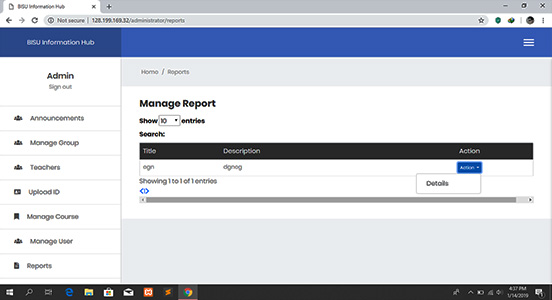 BISU Information Hub
Not secure | 128.199.169.32/administrator/reports
BISU Information Hub
Admin
Sign out
Announcements
Manage Group
Teachers
Upload ID
Manage Course
Manage User
Reports
Home / Reports
Manage Report
Show 10 entries
Search:
Title Description Action
egn dgneg Action
Details
Showing 1 to 1 of 1 entries
4:37 PM
1/14/2019